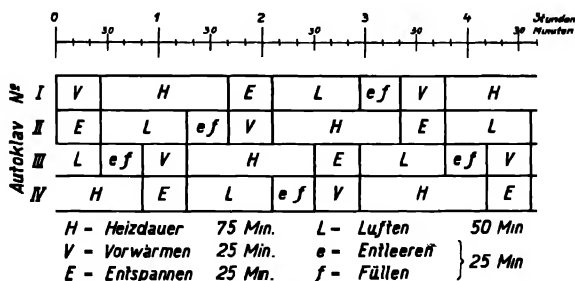 0 1 2 3 4 Stunden
30 30 30 30 30 Minuten
Autoklav №
I V H E L ef V H
II E L ef V H E L
III L ef V H E L ef V
IV H E L ef V H E
H - Heizdauer 75 Min. L - Luften 50 Min
V - Vorwärmen 25 Min. e - Entleeren } 25 Min
E - Entspannen 25 Min. f - Füllen